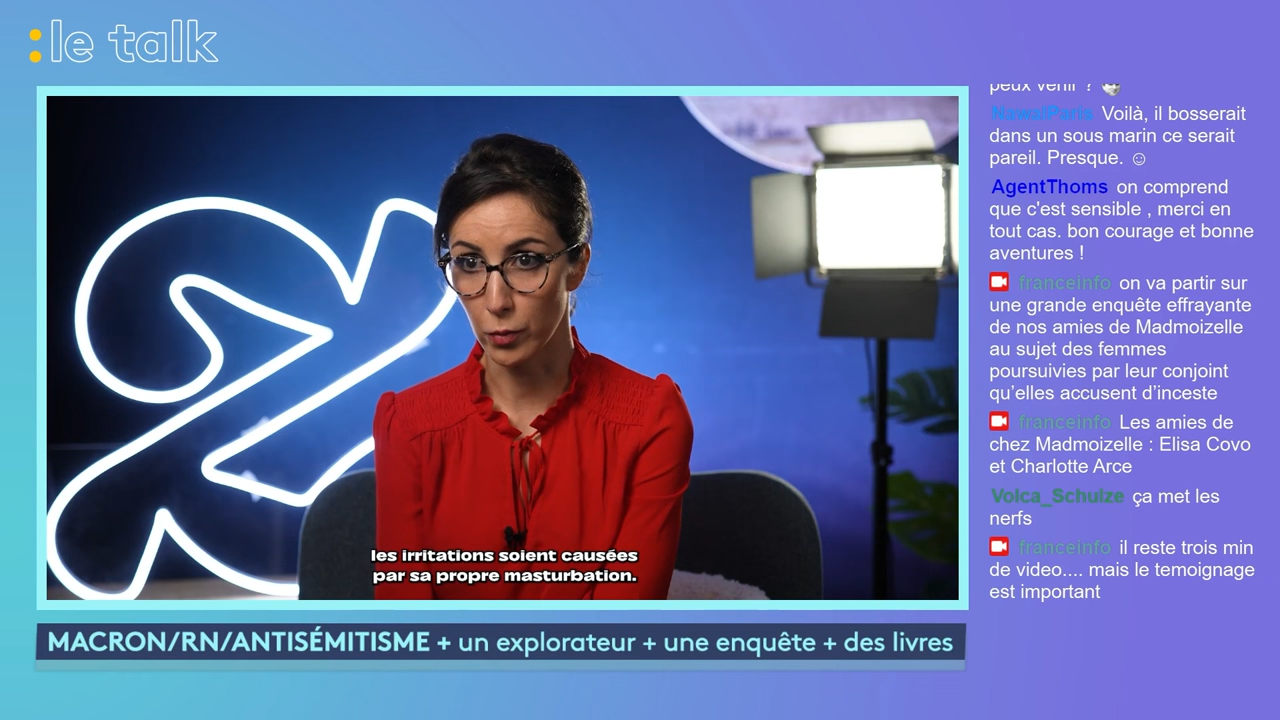 :le talk
peux venir ?
NawalParis Voilà, il bosserait
dans un sous marin ce serait
pareil. Presque. ☺
AgentThoms on comprend
que c'est sensible , merci en
tout cas. bon courage et bonne
aventures !
franceinfo on va partir sur
une grande enquête effrayante
de nos amies de Madmoizelle
au sujet des femmes
poursuivies par leur conjoint
qu’elles accusent d’inceste
franceinfo Les amies de
chez Madmoizelle : Elisa Covo
et Charlotte Arce
Volca_Schulze ça met les
nerfs
franceinfo il reste trois min
de video.... mais le temoignage
est important
les irritations soient causées
par sa propre masturbation.
MACRON/RN/ANTISÉMITISME + un explorateur + une enquête + des livres